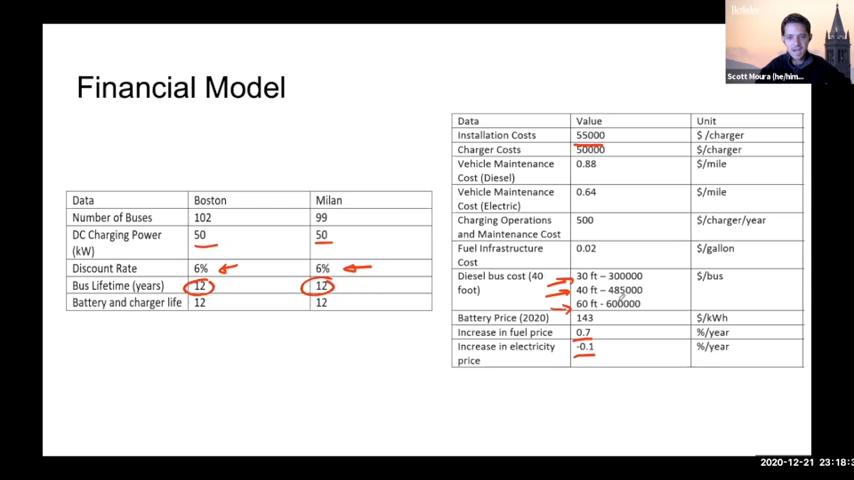 Berkeley
Scott Moura (he/him...
Financial Model
Data Boston Milan
Number of Buses 102 99
DC Charging Power 50 50
(kW)
Discount Rate 6% 6%
Bus Lifetime (years) 12 12
Battery and charger life 12 12
Data Value Unit
Installation Costs 55000 $ /charger
Charger Costs 50000 $/charger
Vehicle Maintenance 0.88 $/mile
Cost (Diesel)
Vehicle Maintenance 0.64 $/mile
Cost (Electric)
Charging Operations 500 $/charger/year
and Maintenance Cost
Fuel Infrastructure 0.02 $/gallon
Cost
Diesel bus cost (40 30 ft – 300000 $/bus
foot) 40 ft – 485000
60 ft - 600000
Battery Price (2020) 143 $/kWh
Increase in fuel price 0.7 %/year
Increase in electricity -0.1 %/year
price
2020-12-21 23:18:3